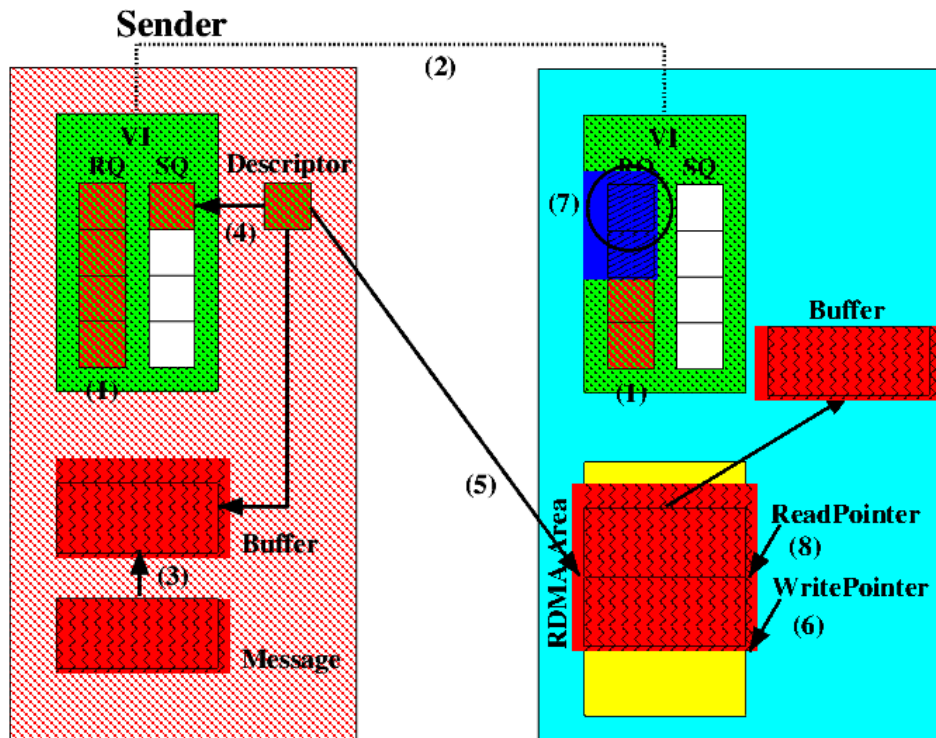 Sender
(2)
VI
RQ SQ
Descriptor
(4)
(1)
Buffer
(3)
Message
(5)
VI
RQ SQ
(7)
(1)
Buffer
RDMA Area
ReadPointer
(8)
WritePointer
(6)